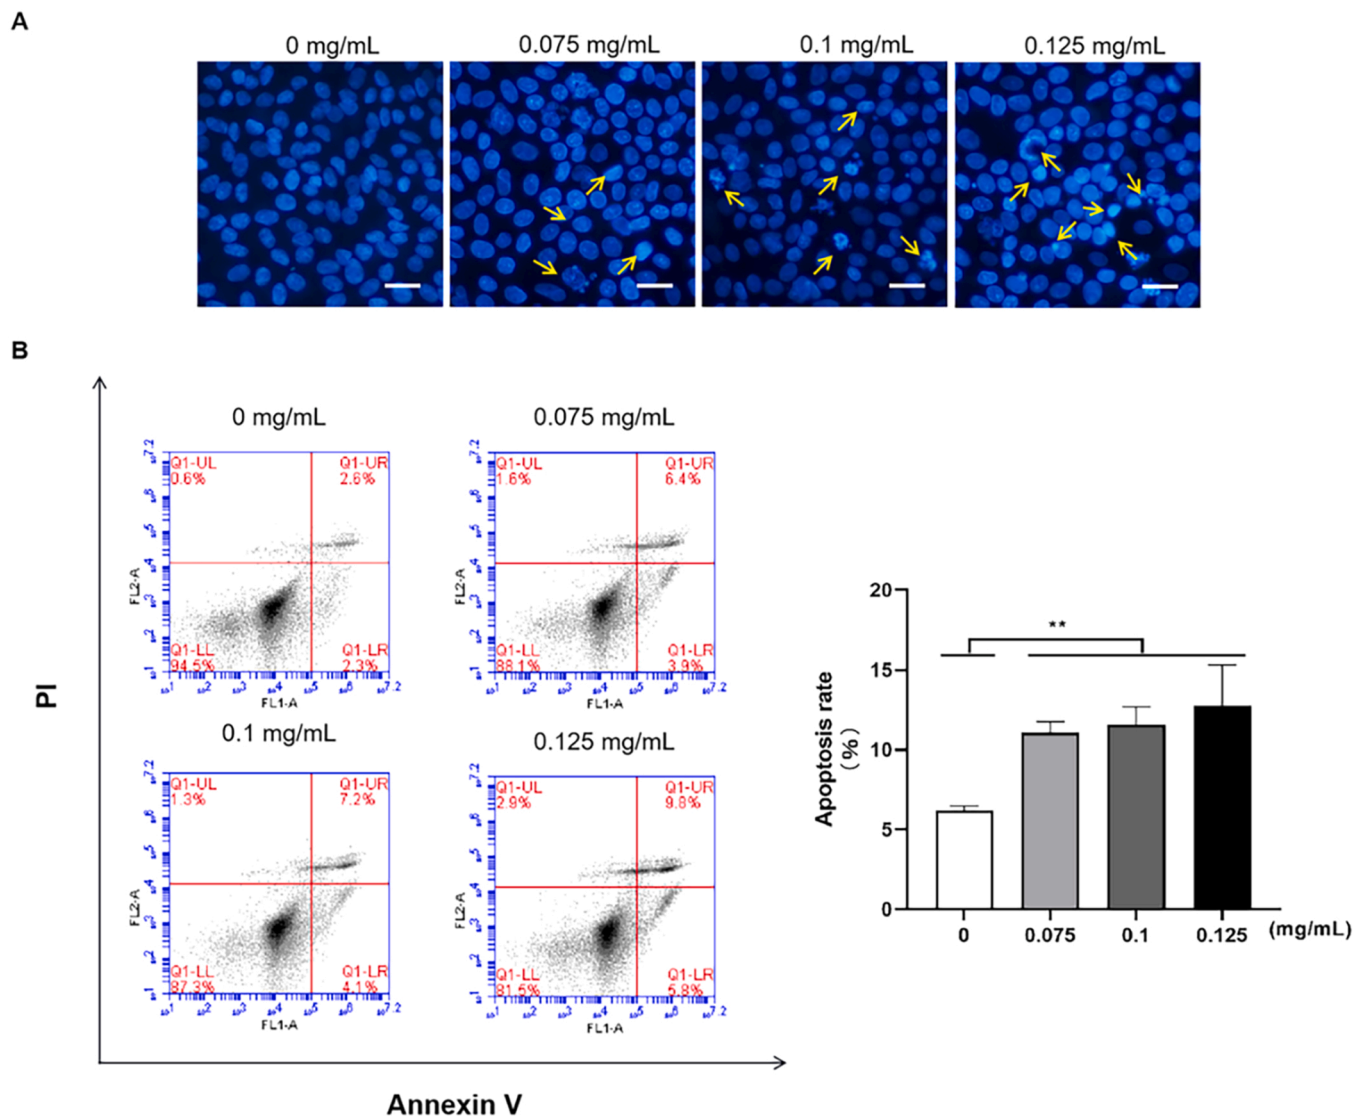 A
0 mg/mL 0.075 mg/mL 0.1 mg/mL 0.125 mg/mL
B
0 mg/mL 0.075 mg/mL
Q1-UL Q1-UR Q1-UL Q1-UR
0.6% 2.6% 1.6% 6.4%
FL2-A FL2-A
Q1-LL Q1-LR Q1-LL Q1-LR
94.5% 2.3% 88.1% 3.9%
FL1-A FL1-A
0.1 mg/mL 0.125 mg/mL
Q1-UL Q1-UR Q1-UL Q1-UR
1.3% 7.2% 2.9% 9.8%
FL2-A FL2-A
Q1-LL Q1-LR Q1-LL Q1-LR
87.3% 4.1% 81.5% 5.8%
FL1-A FL1-A
PI
Annexin V
**
20
15
10
5
0
Apoptosis rate
(%)
0 0.075 0.1 0.125 (mg/mL)